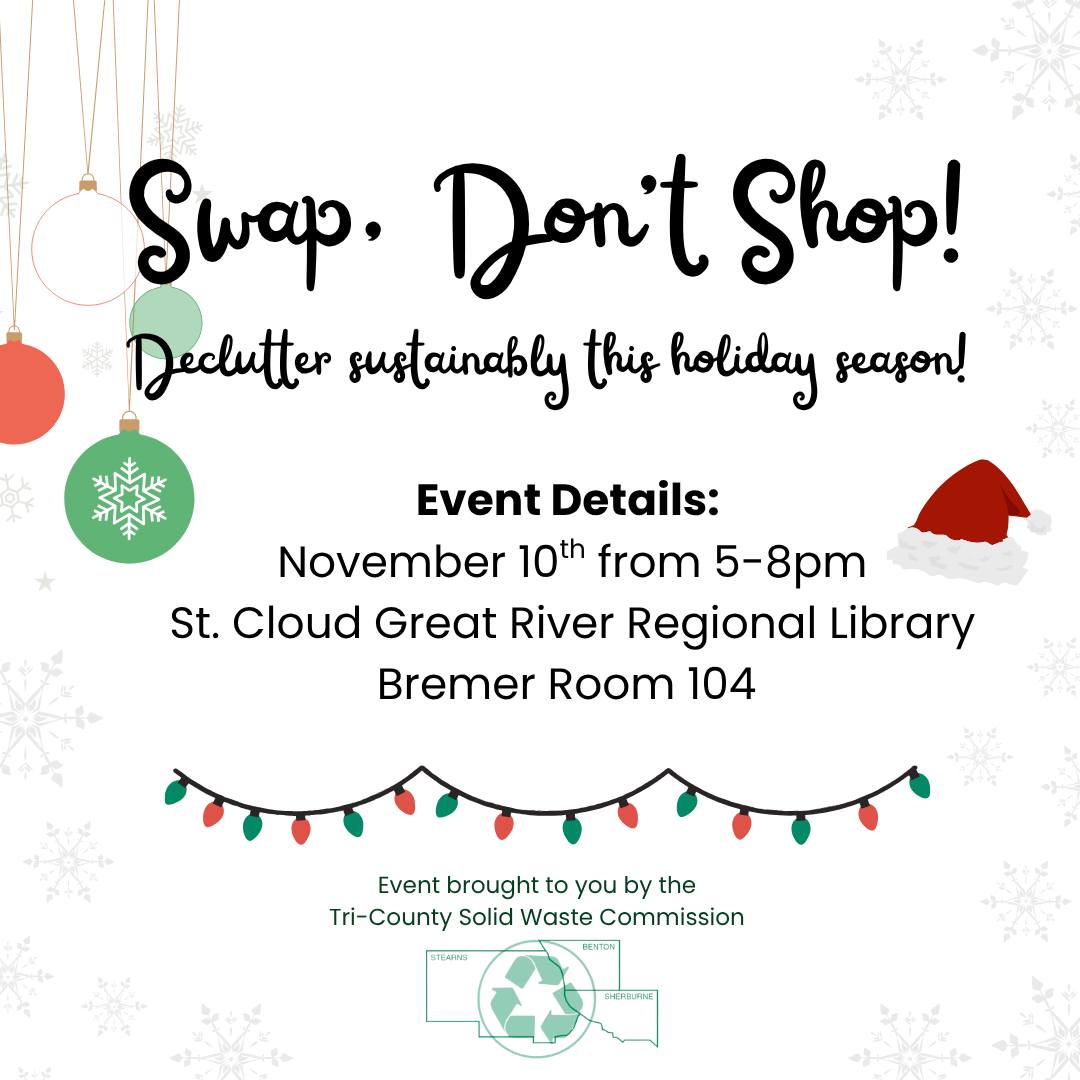 Swap, Don't Shop!
Declutter sustainably this holiday season!
Event Details:
November 10th from 5-8pm
St. Cloud Great River Regional Library
Bremer Room 104
Event brought to you by the
Tri-County Solid Waste Commission
BENTON
STEARNS
SHERBURNE